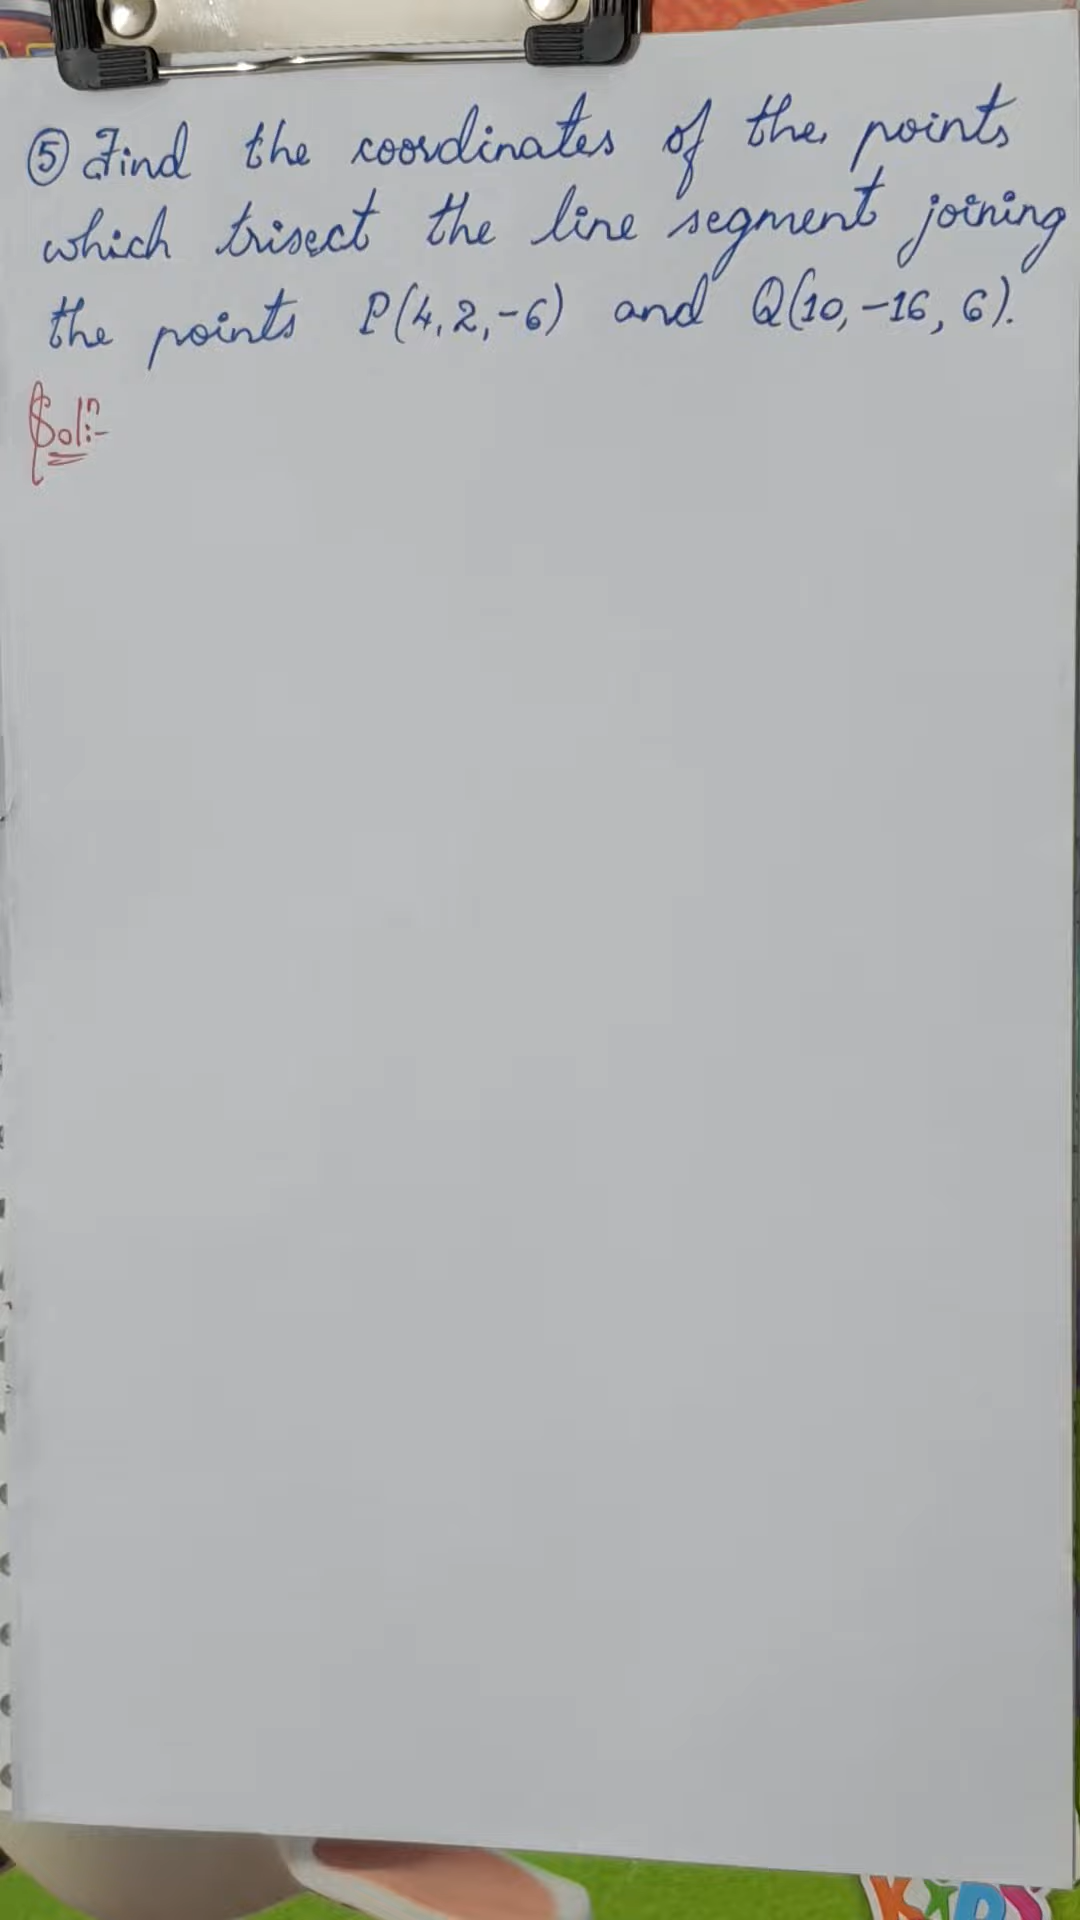 ⑤ Find the coordinates of the points
which trisect the line segment joining
the points P(4, 2, -6) and Q(10, -16, 6).
Solⁿ:-
KiDS